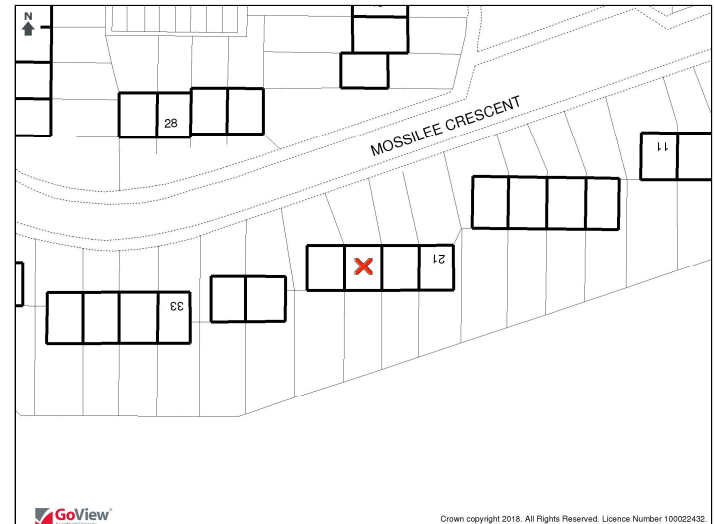 N
28
MOSSILEE CRESCENT
11
21
33
GoView®
Crown copyright 2018. All Rights Reserved. Licence Number 100022432.